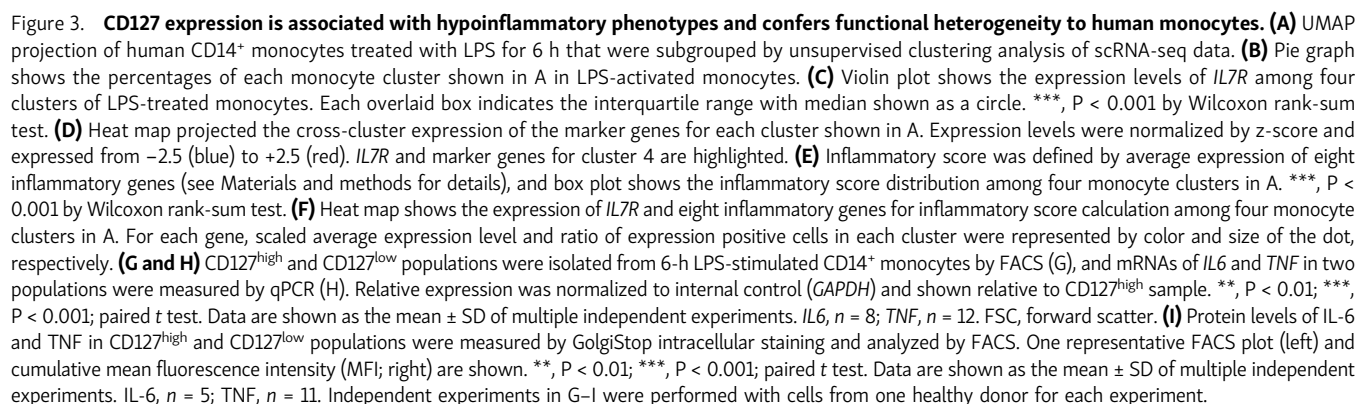 Figure 3. CD127 expression is associated with hypoinflammatory phenotypes and confers functional heterogeneity to human monocytes. (A) UMAP
projection of human CD14+ monocytes treated with LPS for 6 h that were subgrouped by unsupervised clustering analysis of scRNA-seq data. (B) Pie graph
shows the percentages of each monocyte cluster shown in A in LPS-activated monocytes. (C) Violin plot shows the expression levels of IL7R among four
clusters of LPS-treated monocytes. Each overlaid box indicates the interquartile range with median shown as a circle. ***, P < 0.001 by Wilcoxon rank-sum
test. (D) Heat map projected the cross-cluster expression of the marker genes for each cluster shown in A. Expression levels were normalized by z-score and
expressed from −2.5 (blue) to +2.5 (red). IL7R and marker genes for cluster 4 are highlighted. (E) Inflammatory score was defined by average expression of eight
inflammatory genes (see Materials and methods for details), and box plot shows the inflammatory score distribution among four monocyte clusters in A. ***, P <
0.001 by Wilcoxon rank-sum test. (F) Heat map shows the expression of IL7R and eight inflammatory genes for inflammatory score calculation among four monocyte
clusters in A. For each gene, scaled average expression level and ratio of expression positive cells in each cluster were represented by color and size of the dot,
respectively. (G and H) CD127high and CD127low populations were isolated from 6-h LPS-stimulated CD14+ monocytes by FACS (G), and mRNAs of IL6 and TNF in two
populations were measured by qPCR (H). Relative expression was normalized to internal control (GAPDH) and shown relative to CD127high sample. **, P < 0.01; ***,
P < 0.001; paired t test. Data are shown as the mean ± SD of multiple independent experiments. IL6, n = 8; TNF, n = 12. FSC, forward scatter. (I) Protein levels of IL-6
and TNF in CD127high and CD127low populations were measured by GolgiStop intracellular staining and analyzed by FACS. One representative FACS plot (left) and
cumulative mean fluorescence intensity (MFI; right) are shown. **, P < 0.01; ***, P < 0.001; paired t test. Data are shown as the mean ± SD of multiple independent
experiments. IL-6, n = 5; TNF, n = 11. Independent experiments in G–I were performed with cells from one healthy donor for each experiment.